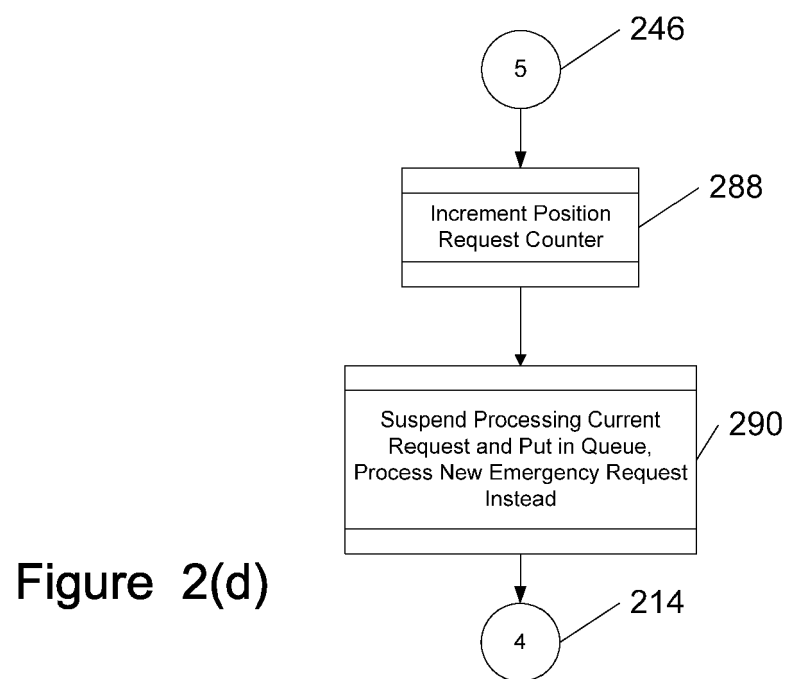 246
5
288
Increment Position
Request Counter
290
Suspend Processing Current
Request and Put in Queue,
Process New Emergency Request
Instead
Figure 2(d)
214
4